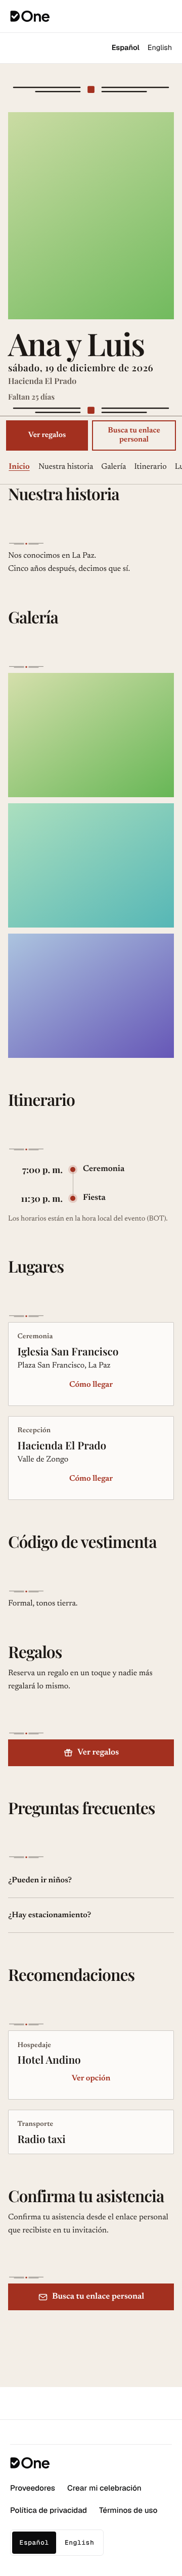 One
Español English
Ana y Luis
sábado, 19 de diciembre de 2026
Hacienda El Prado
Faltan 25 días
Ver regalos
Busca tu enlace
personal
Inicio Nuestra historia Galería Itinerario Lu
Nuestra historia
Nos conocimos en La Paz.
Cinco años después, decimos que sí.
Galería
Itinerario
7:00 p. m. Ceremonia
11:30 p. m. Fiesta
Los horarios están en la hora local del evento (BOT).
Lugares
Ceremonia
Iglesia San Francisco
Plaza San Francisco, La Paz
Cómo llegar
Recepción
Hacienda El Prado
Valle de Zongo
Cómo llegar
Código de vestimenta
Formal, tonos tierra.
Regalos
Reserva un regalo en un toque y nadie más
regalará lo mismo.
Ver regalos
Preguntas frecuentes
¿Pueden ir niños?
¿Hay estacionamiento?
Recomendaciones
Hospedaje
Hotel Andino
Ver opción
Transporte
Radio taxi
Confirma tu asistencia
Confirma tu asistencia desde el enlace personal
que recibiste en tu invitación.
Busca tu enlace personal
One
Proveedores Crear mi celebración
Política de privacidad Términos de uso
Español English